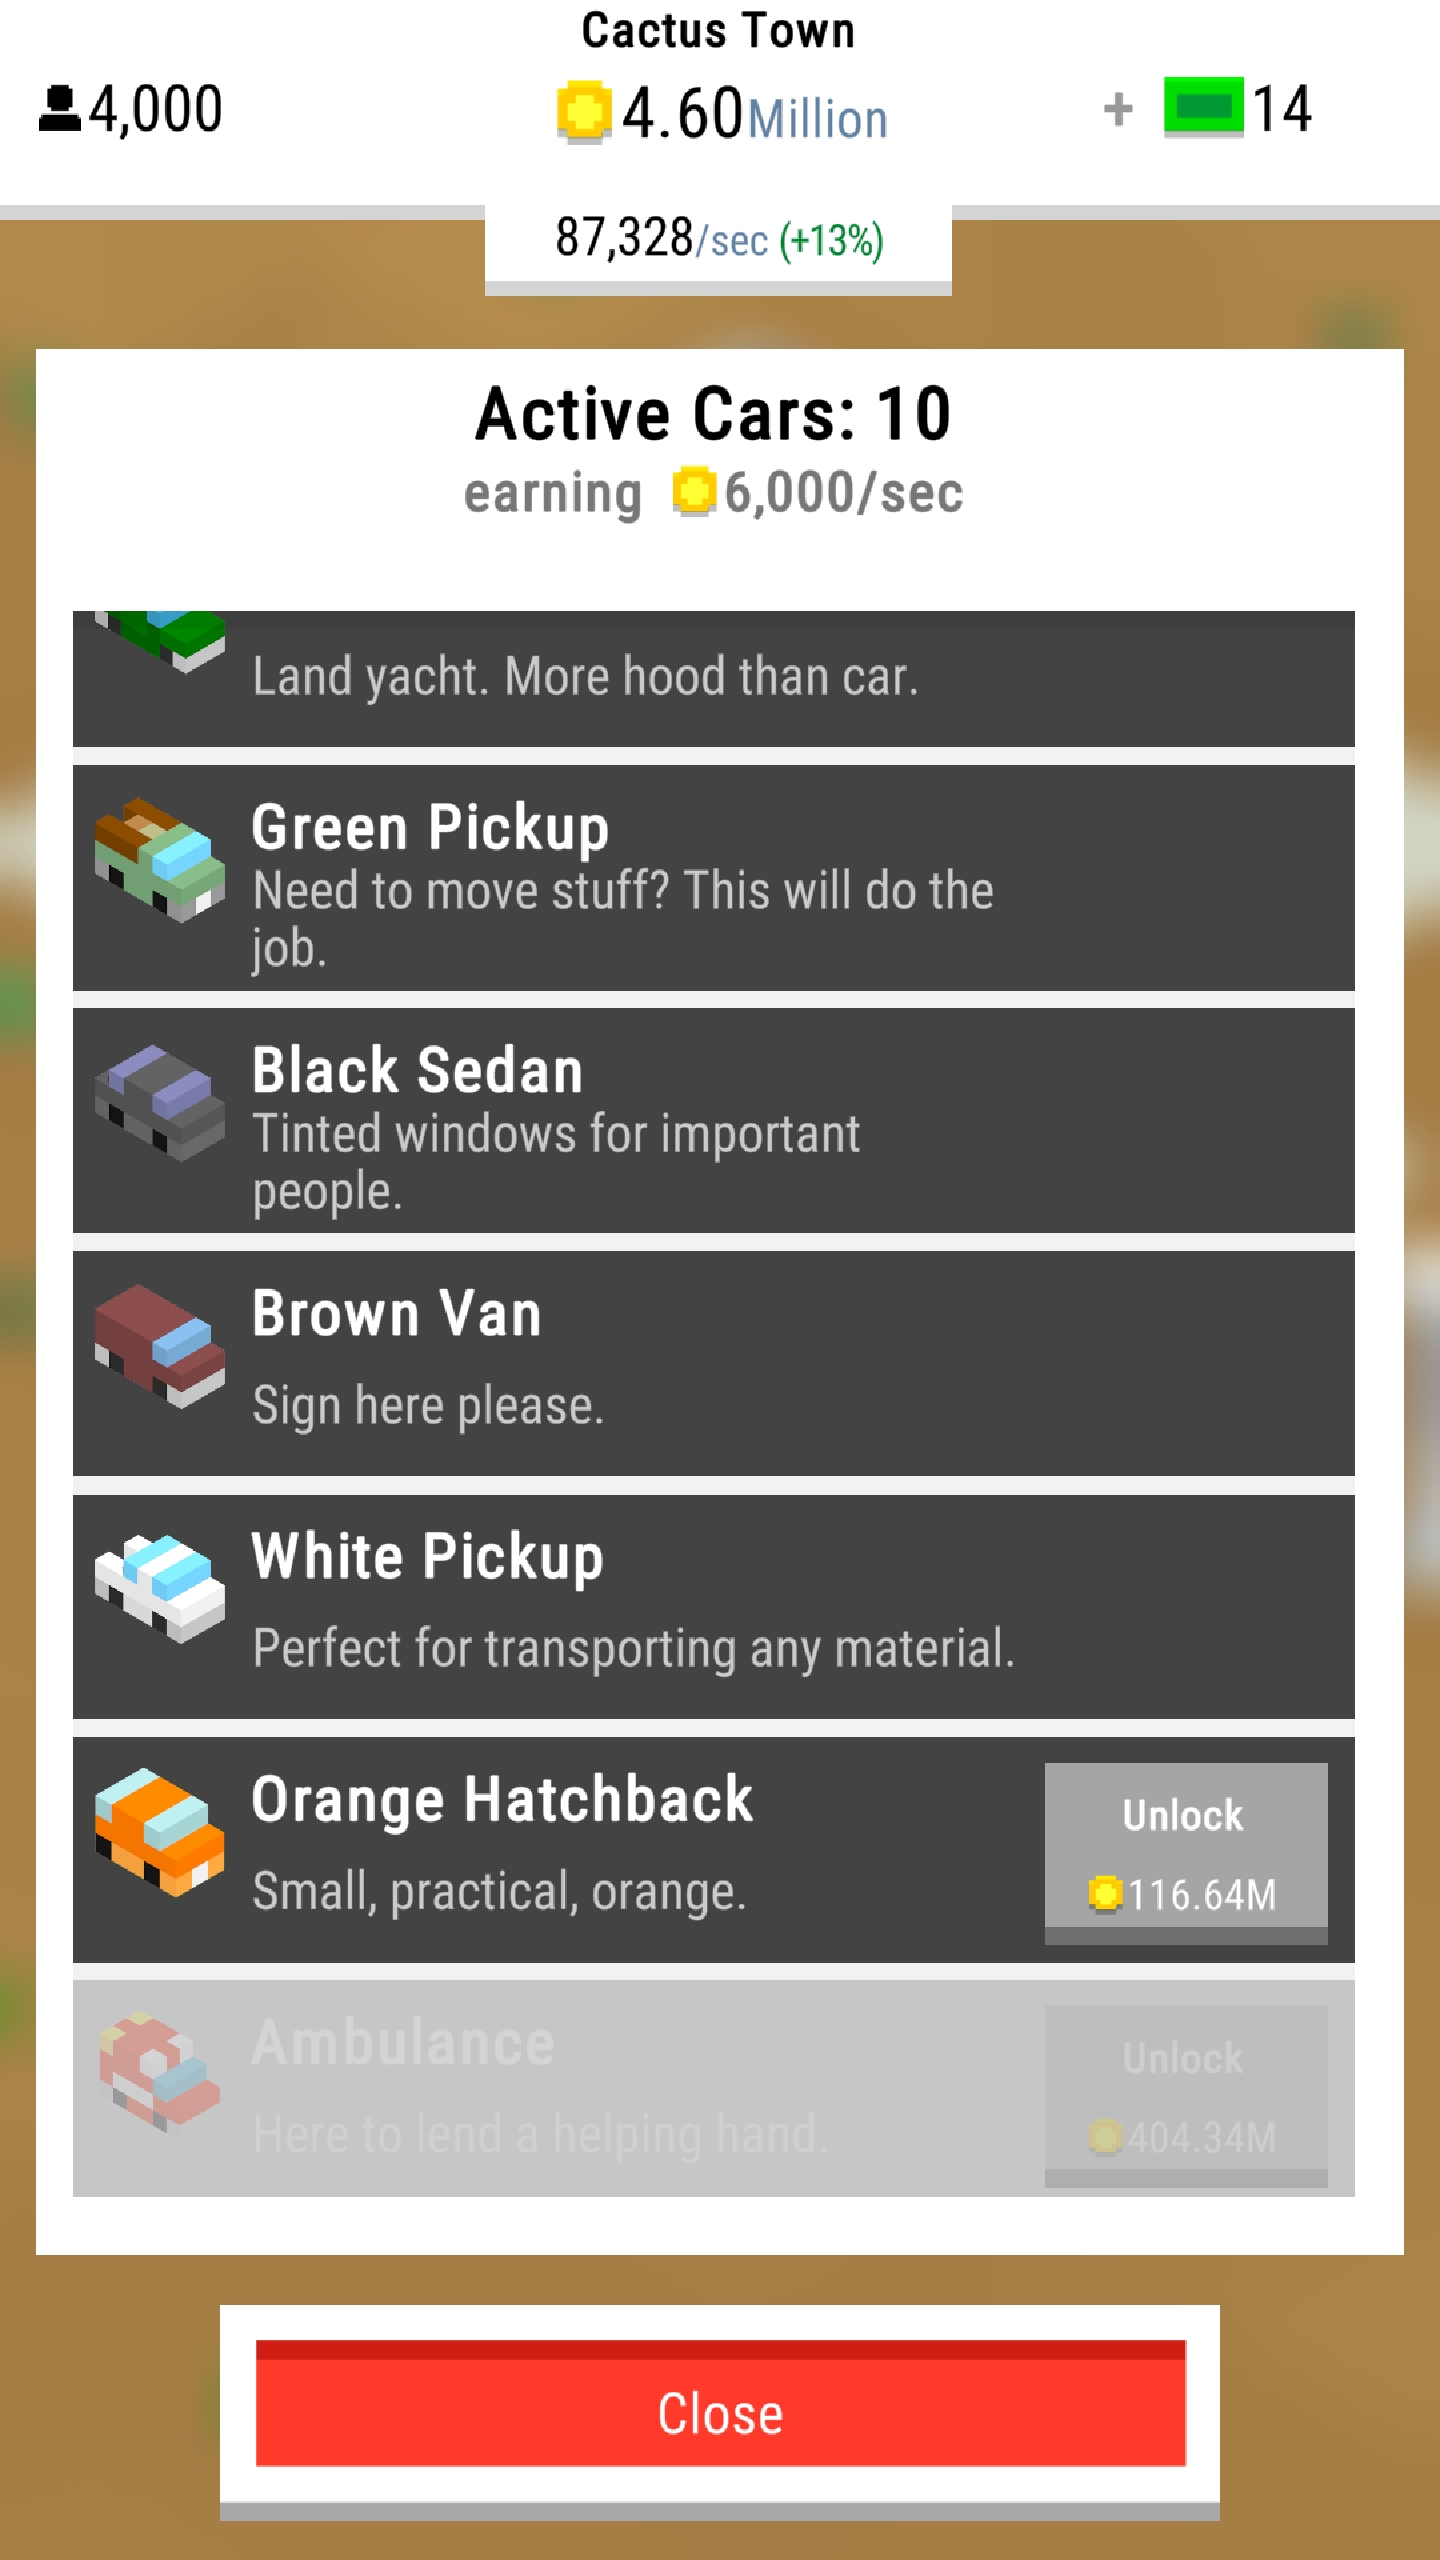 Cactus Town
4,000
4.60Million
+ 14
87,328/sec (+13%)
Active Cars: 10
earning 6,000/sec
Land yacht. More hood than car.
Green Pickup
Need to move stuff? This will do the
job.
Black Sedan
Tinted windows for important
people.
Brown Van
Sign here please.
White Pickup
Perfect for transporting any material.
Orange Hatchback
Small, practical, orange.
Unlock
116.64M
Ambulance
Here to lend a helping hand.
Unlock
404.34M
Close